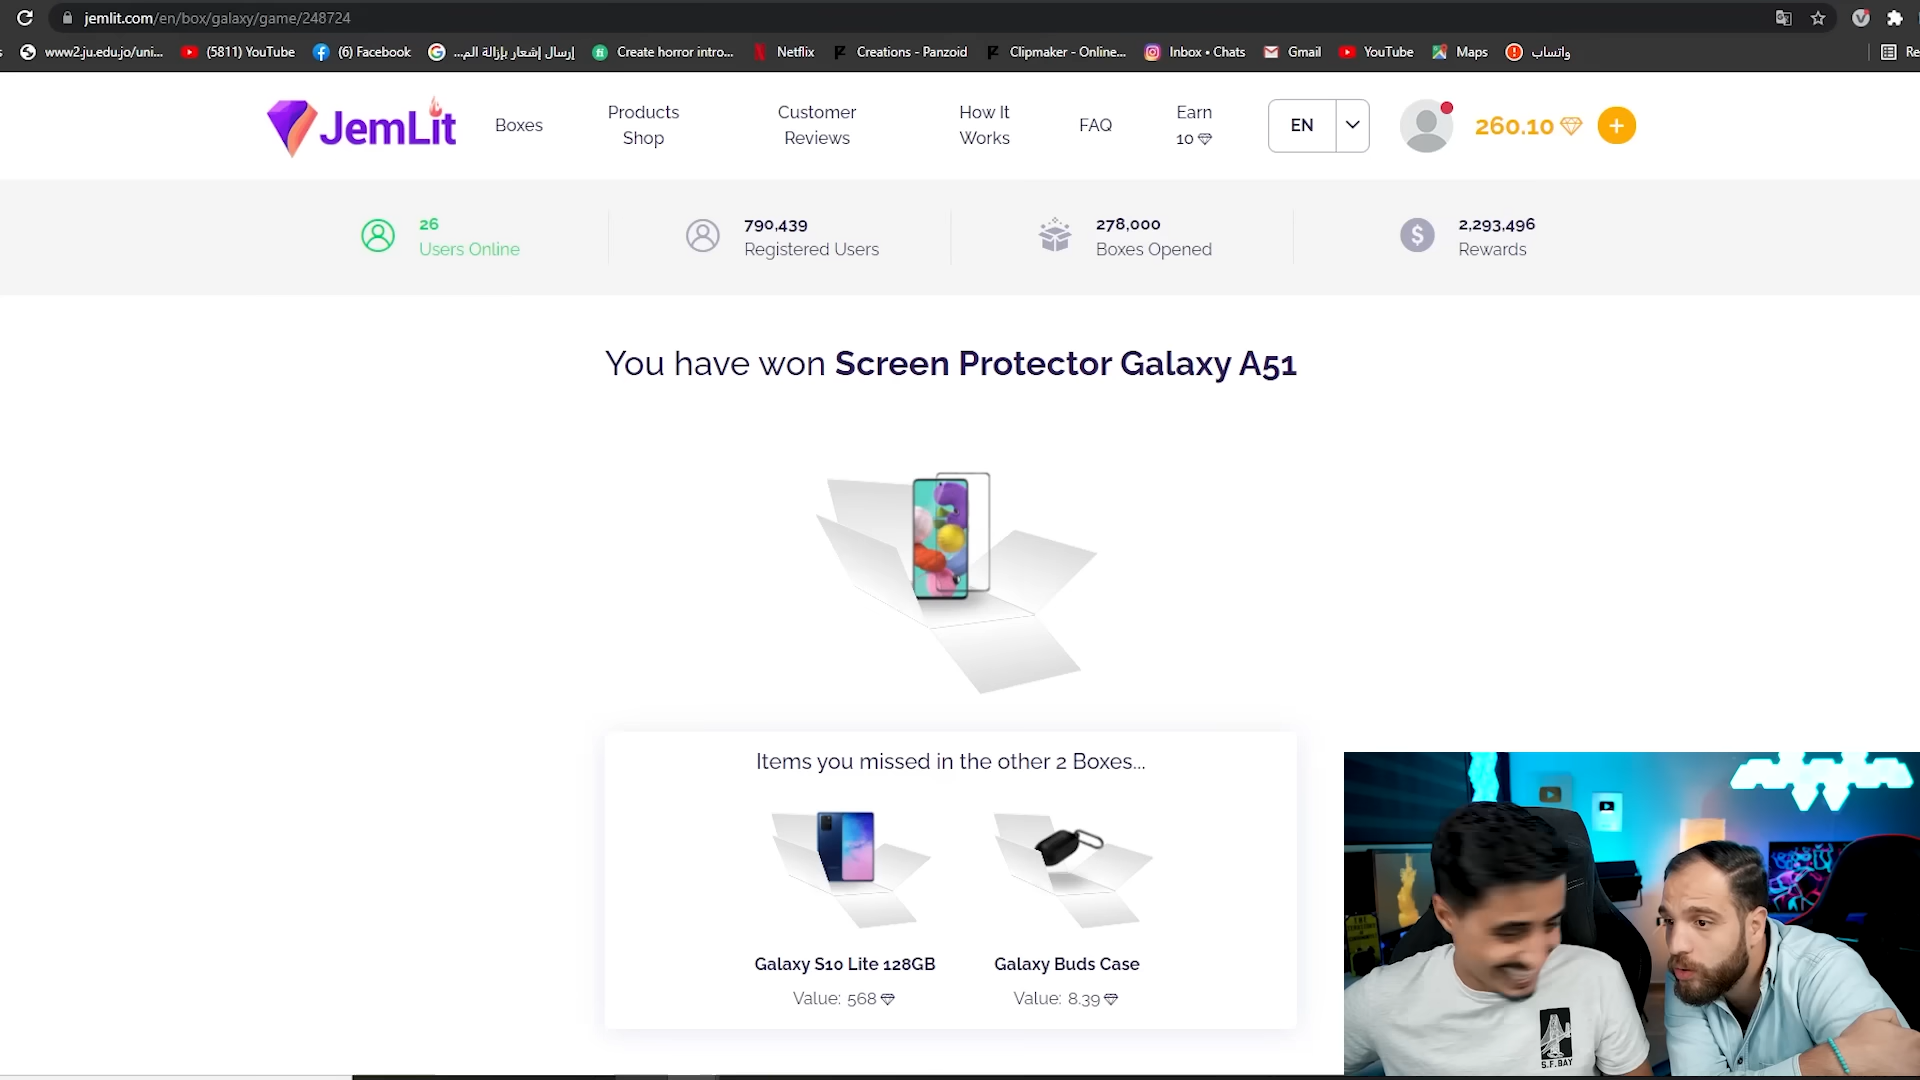 jemlit.com/en/box/galaxy/game/248724
www2.ju.edu.jo/uni... (5811) YouTube (6) Facebook إرسال إشعار بإزالة الم... Create horror intro... Netflix Creations - Panzoid Clipmaker - Online... Inbox • Chats Gmail YouTube Maps واتساب Re
JemLit Boxes Products Shop Customer Reviews How It Works FAQ Earn 10 EN 260.10 +
26
Users Online
790,439
Registered Users
278,000
Boxes Opened
2,293,496
Rewards
You have won Screen Protector Galaxy A51
Items you missed in the other 2 Boxes...
Galaxy S10 Lite 128GB
Value: 568
Galaxy Buds Case
Value: 8.39
S.F.BAY